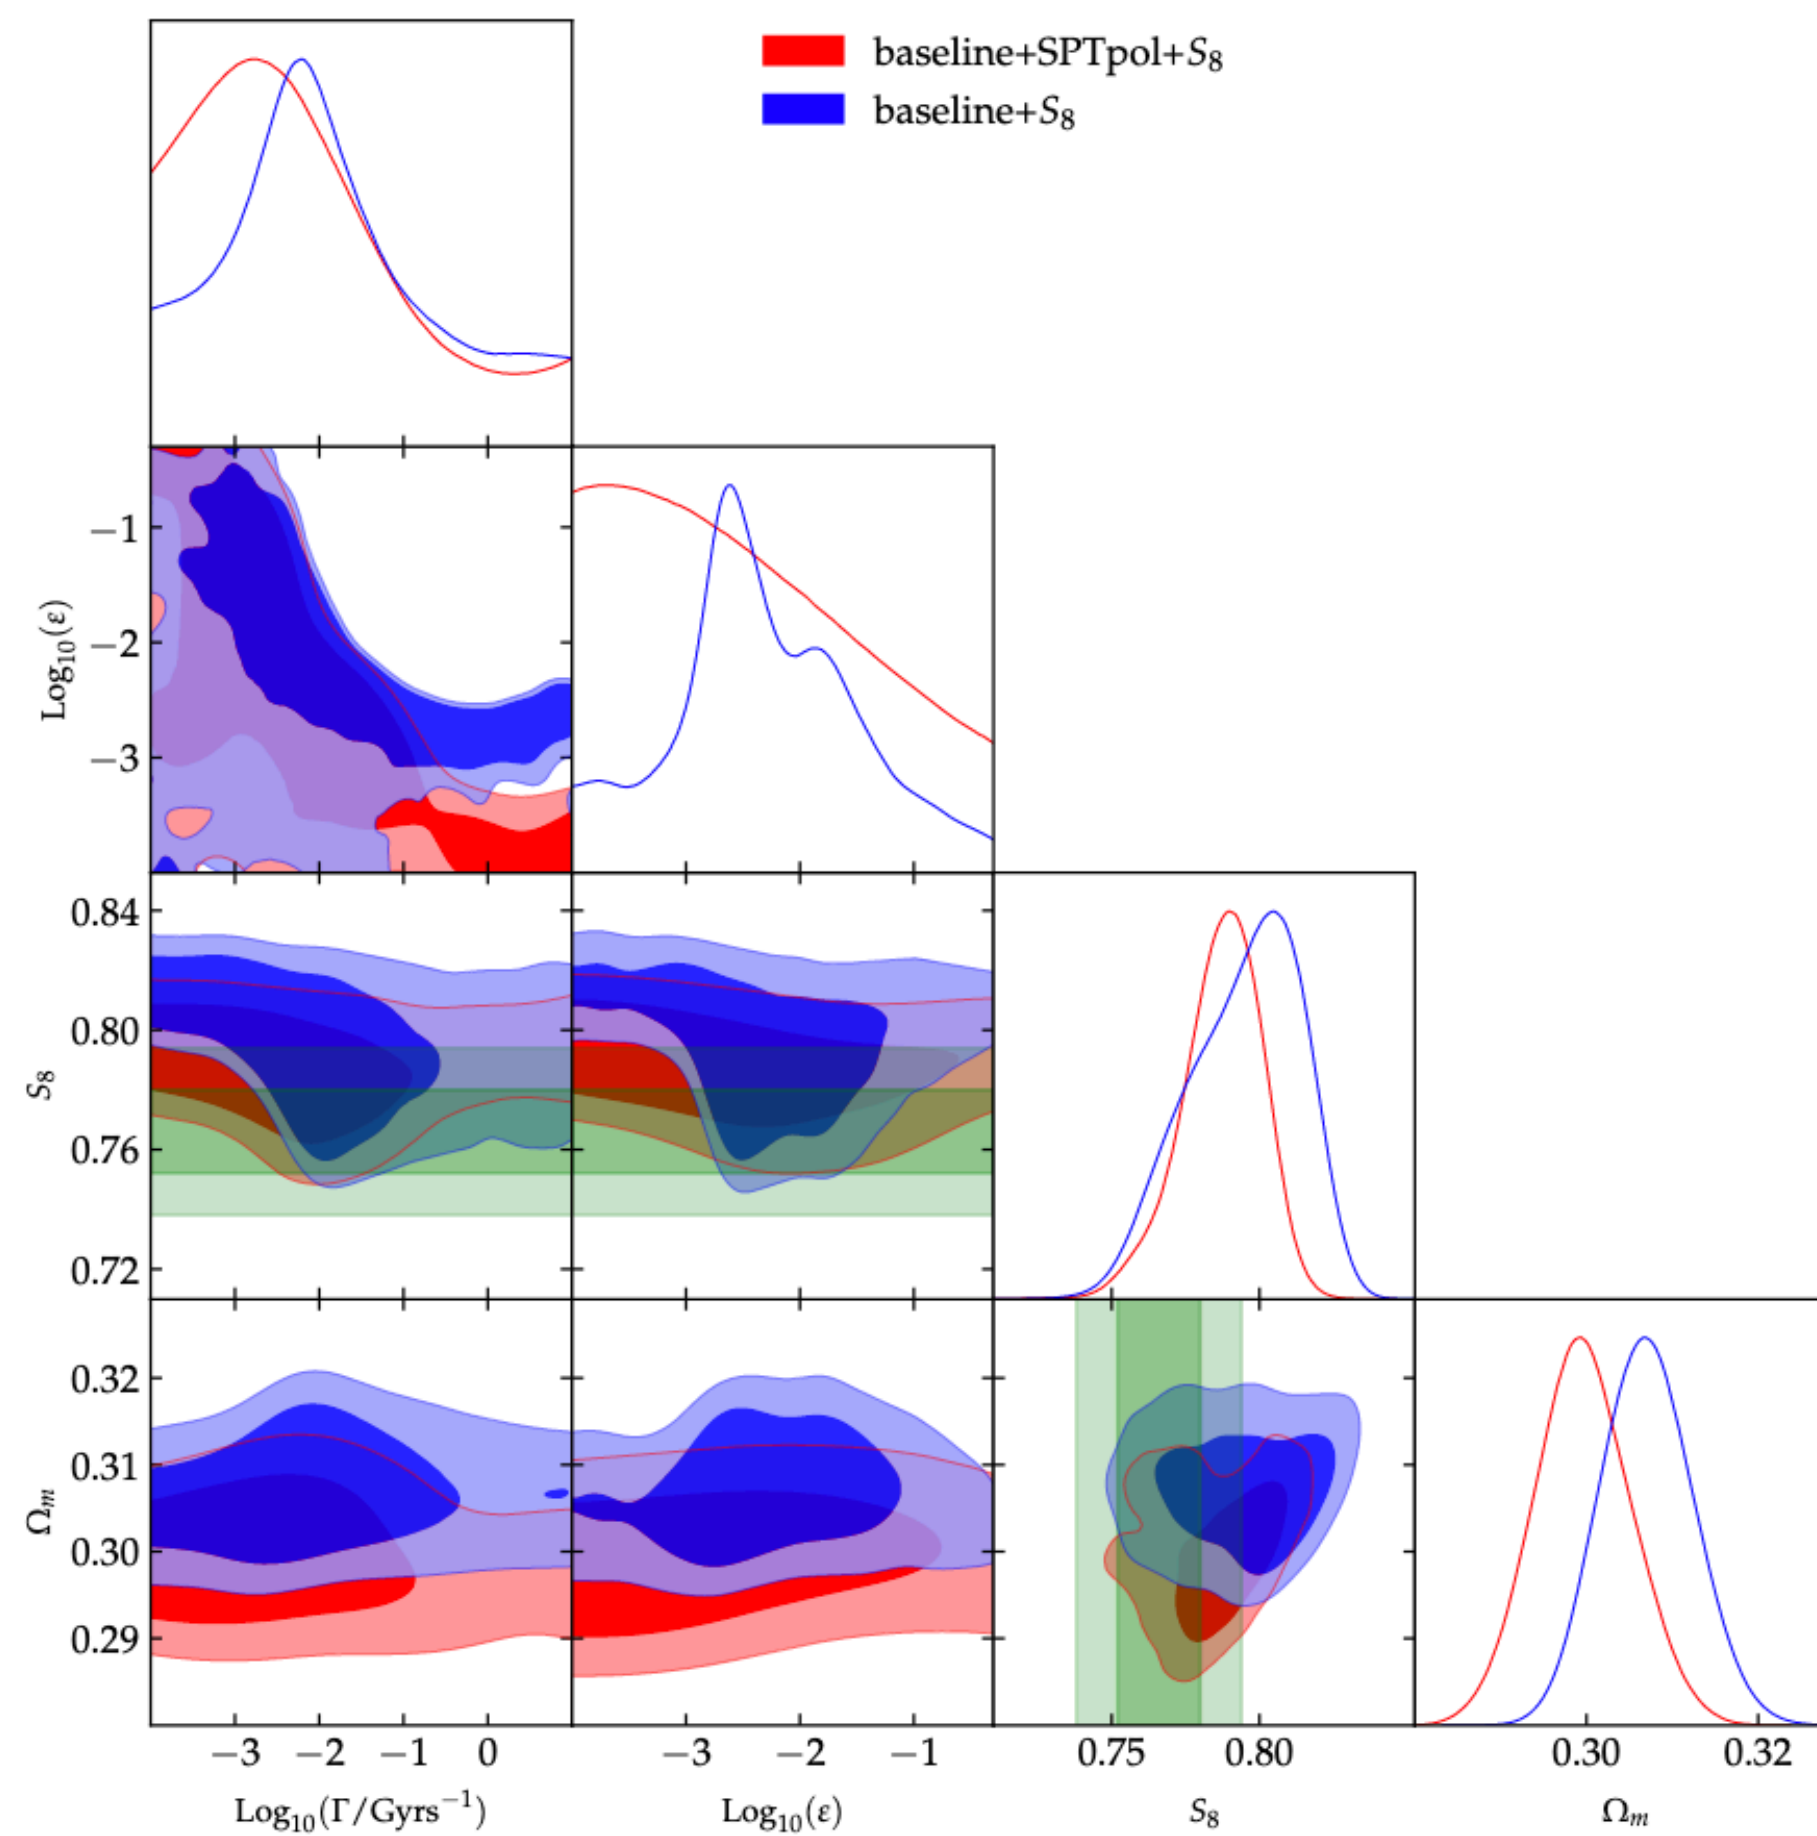 baseline+SPTpol+S₈
baseline+S₈
Log₁₀(ε)
−1
−2
−3
S₈
0.84
0.80
0.76
0.72
Ωₘ
0.32
0.31
0.30
0.29
−3 −2 −1 0 −3 −2 −1 0.75 0.80 0.30 0.32
Log₁₀(Γ/Gyrs⁻¹) Log₁₀(ε) S₈ Ωₘ